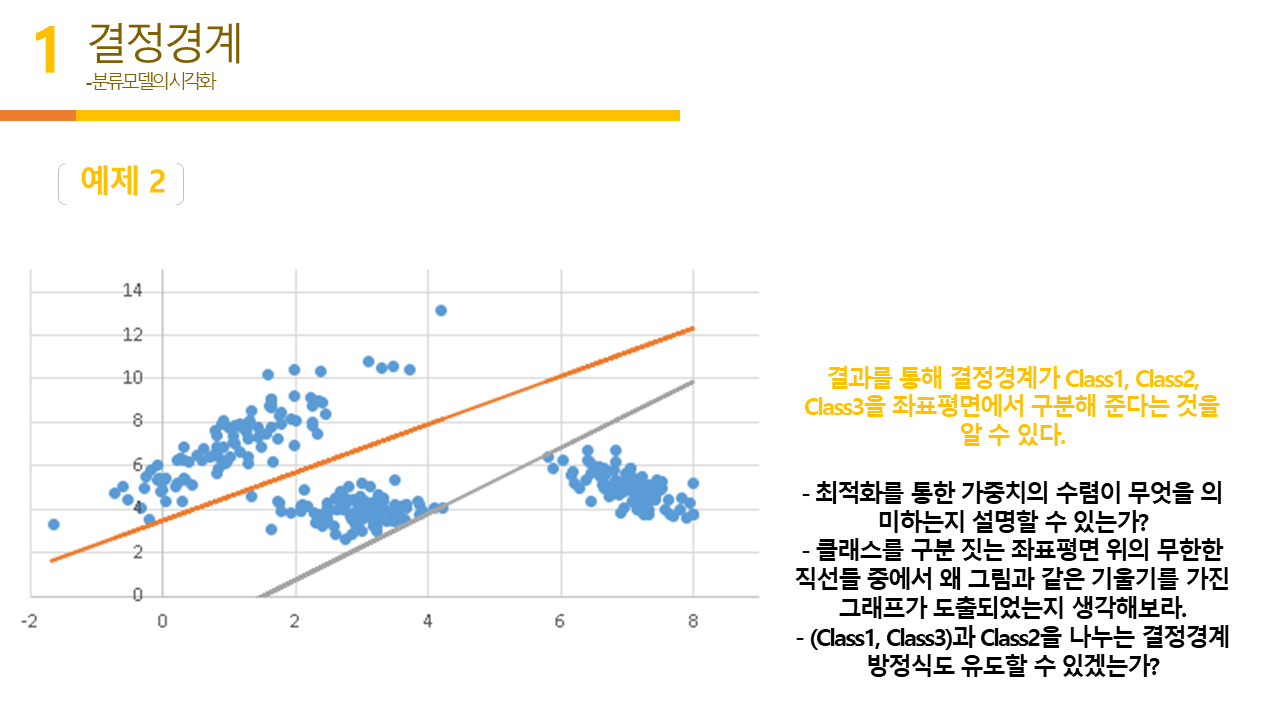 1
결정경계
-분류모델의시각화
예제 2
14
12
10
8
6
4
2
0
-2 0 2 4 6 8
결과를 통해 결정경계가 Class1, Class2,
Class3을 좌표평면에서 구분해 준다는 것을
알 수 있다.
- 최적화를 통한 가중치의 수렴이 무엇을 의
미하는지 설명할 수 있는가?
- 클래스를 구분 짓는 좌표평면 위의 무한한
직선들 중에서 왜 그림과 같은 기울기를 가진
그래프가 도출되었는지 생각해보라.
- (Class1, Class3)과 Class2을 나누는 결정경계
방정식도 유도할 수 있겠는가?